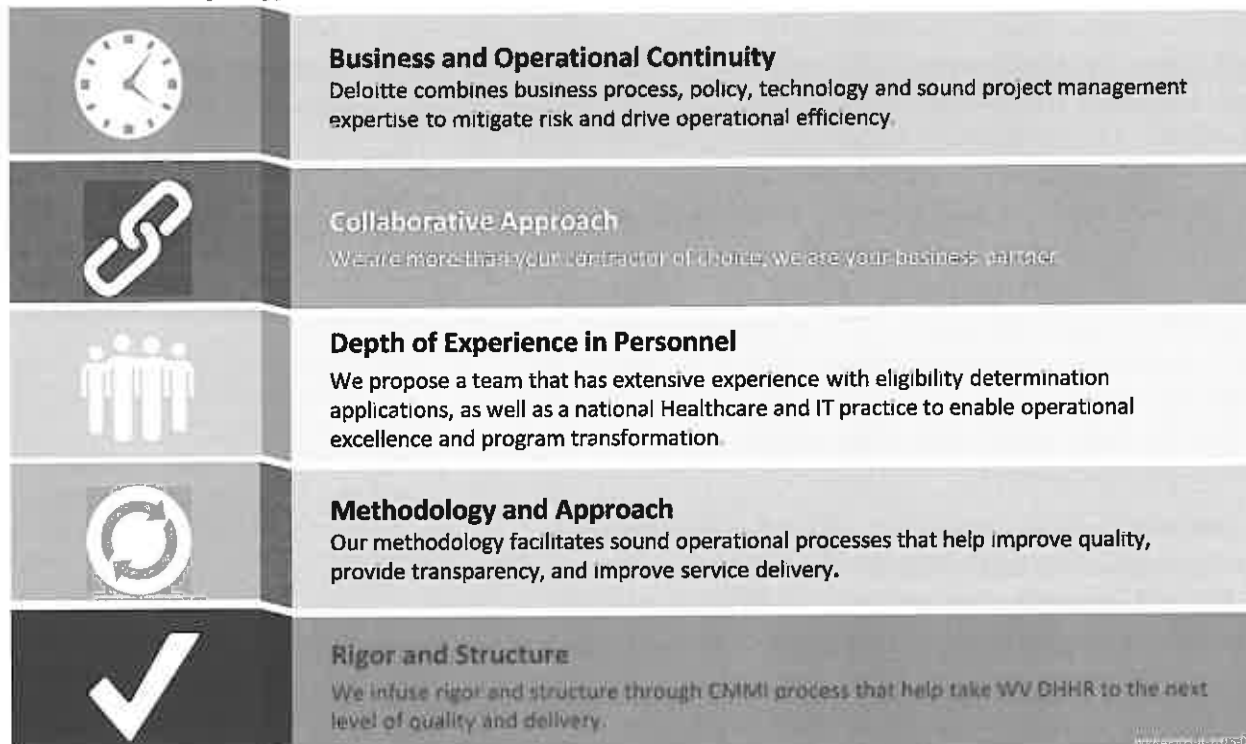 Business and Operational Continuity
Deloitte combines business process, policy, technology and sound project management
expertise to mitigate risk and drive operational efficiency.
Collaborative Approach
We are more than your contractor of choice, we are your business partner.
Depth of Experience in Personnel
We propose a team that has extensive experience with eligibility determination
applications, as well as a national Healthcare and IT practice to enable operational
excellence and program transformation.
Methodology and Approach
Our methodology facilitates sound operational processes that help improve quality,
provide transparency, and improve service delivery.
Rigor and Structure
We infuse rigor and structure through CMMI process that help take WV DHHR to the next
level of quality and delivery.